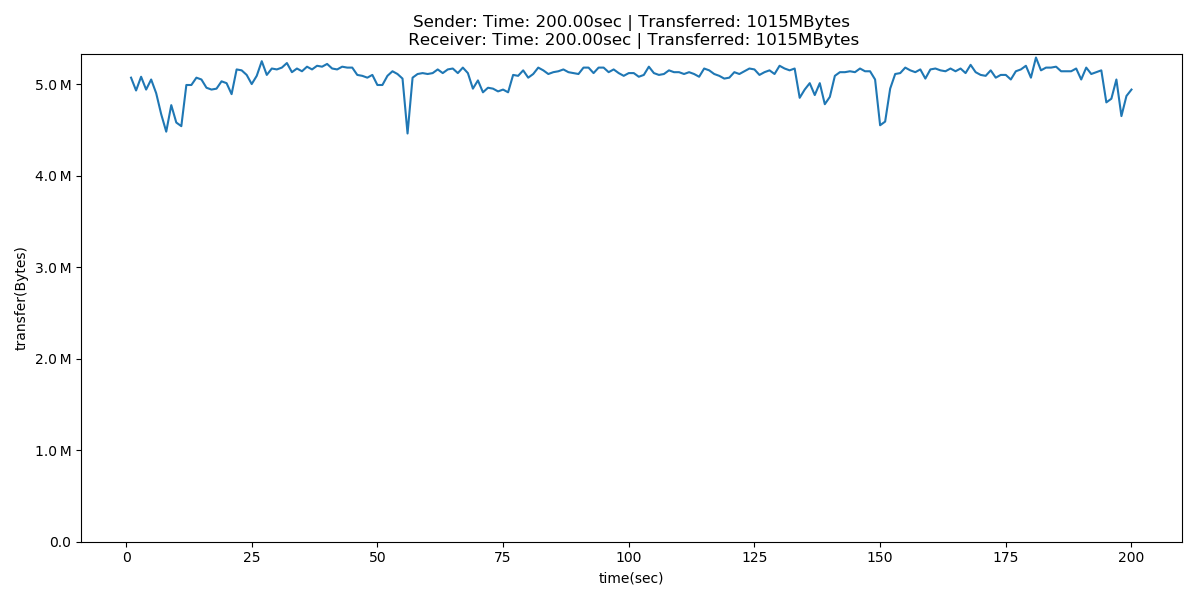 Sender: Time: 200.00sec | Transferred: 1015MBytes
Receiver: Time: 200.00sec | Transferred: 1015MBytes
transfer(Bytes)
5.0 M
4.0 M
3.0 M
2.0 M
1.0 M
0.0
0 25 50 75 100 125 150 175 200
time(sec)